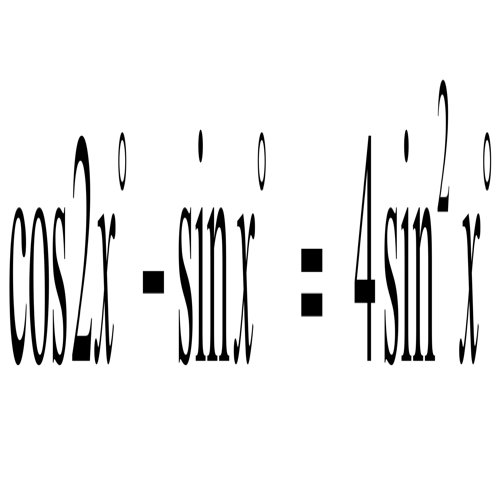 cos2x° - sinx° = 4sin²x°